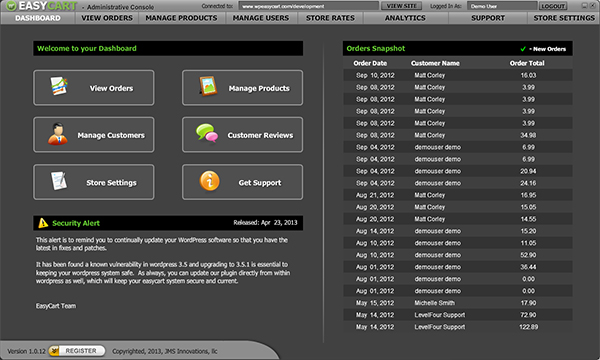 EASYCART - Administrative Console Connected to: www.wpeasycart.com/development VIEW SITE Logged In As: Demo User LOGOUT
DASHBOARD VIEW ORDERS MANAGE PRODUCTS MANAGE USERS STORE RATES ANALYTICS SUPPORT STORE SETTINGS
Welcome to your Dashboard
View Orders Manage Products
Manage Customers Customer Reviews
Store Settings Get Support
Security Alert Released: Apr 23, 2013
This alert is to remind you to continually update your WordPress software so that you have the
latest in fixes and patches.
It has been found a known vulnerability in wordpress 3.5 and upgrading to 3.5.1 is essential to
keeping your wordpress system safe. As always, you can update our plugin directly from within
wordpress as well, which will keep your easycart system secure and current.
EasyCart Team
Orders Snapshot - New Orders
Order Date Customer Name Order Total
Sep 10, 2012 Matt Corley 16.03
Sep 08, 2012 Matt Corley 3.99
Sep 08, 2012 Matt Corley 3.99
Sep 08, 2012 Matt Corley 3.99
Sep 08, 2012 Matt Corley 3.99
Sep 08, 2012 Matt Corley 34.98
Sep 04, 2012 demouser demo 6.99
Sep 04, 2012 demouser demo 6.99
Sep 04, 2012 demouser demo 20.94
Sep 04, 2012 demouser demo 24.16
Aug 21, 2012 Matt Corley 16.95
Aug 20, 2012 Matt Corley 15.05
Aug 20, 2012 Matt Corley 14.55
Aug 14, 2012 demouser demo 15.20
Aug 10, 2012 demouser demo 11.05
Aug 10, 2012 demouser demo 52.90
Aug 01, 2012 demouser demo 36.44
Aug 01, 2012 demouser demo 0.00
Aug 01, 2012 demouser demo 0.00
May 15, 2012 Michelle Smith 17.90
May 14, 2012 LevelFour Support 72.90
May 14, 2012 LevelFour Support 122.89
Version 1.0.12 REGISTER Copyrighted, 2013, JMS Innovations, llc